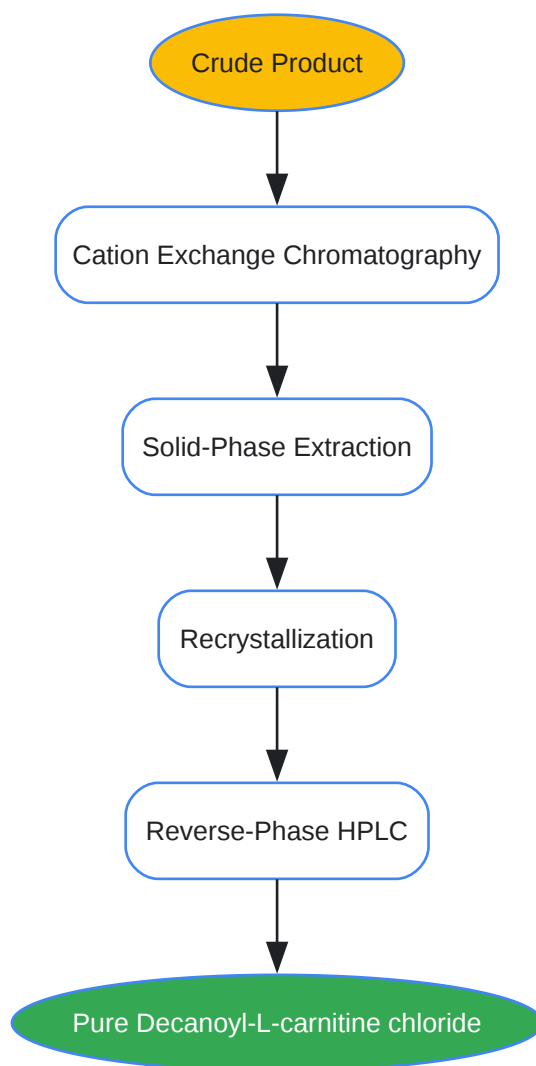 Crude Product
Cation Exchange Chromatography
Solid-Phase Extraction
Recrystallization
Reverse-Phase HPLC
Pure Decanoyl-L-carnitine chloride